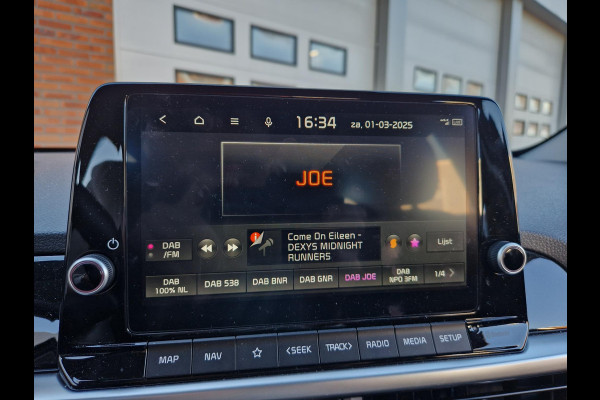 16:34 za, 01-03-2025
JOE
DAB
/FM
Come On Eileen -
DEXYS MIDNIGHT
RUNNERS
Lijst
DAB
100% NL
DAB 538
DAB BNR
DAB GNR
DAB JOE
DAB
NPO 3FM
1/4 >
MAP
NAV
<SEEK
TRACK>
RADIO
MEDIA
SETUP